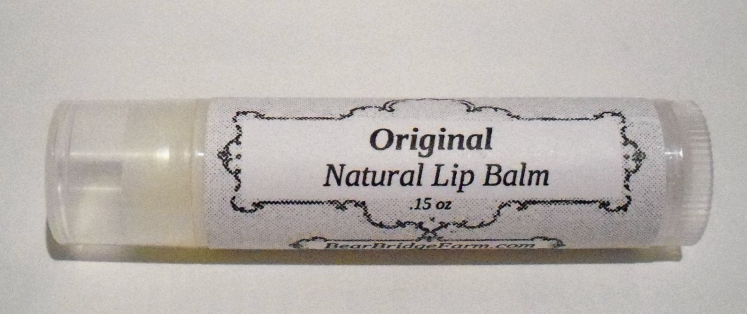 Original
Natural Lip Balm
.15 oz
BearBridgeFarm.com